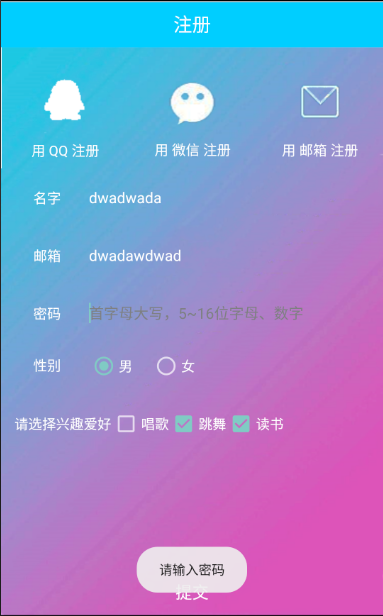 注册
用 QQ 注册 用 微信 注册 用 邮箱 注册
名字 dwadwada
邮箱 dwadawdwad
密码 首字母大写，5~16位字母、数字
性别 男 女
请选择兴趣爱好 唱歌 跳舞 读书
请输入密码
提交